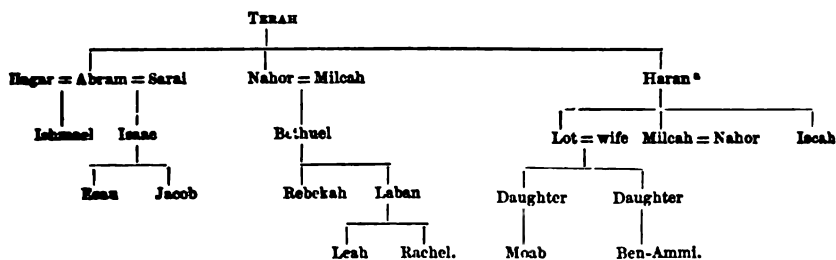 TERAH
Hagar = Abram = Sarai Nahor = Milcah Haran a
Ishmael Isaac Bethuel Lot = wife Milcah = Nahor Iscah
Esau Jacob Rebekah Laban Daughter Daughter
Leah Rachel. Moab Ben-Ammi.